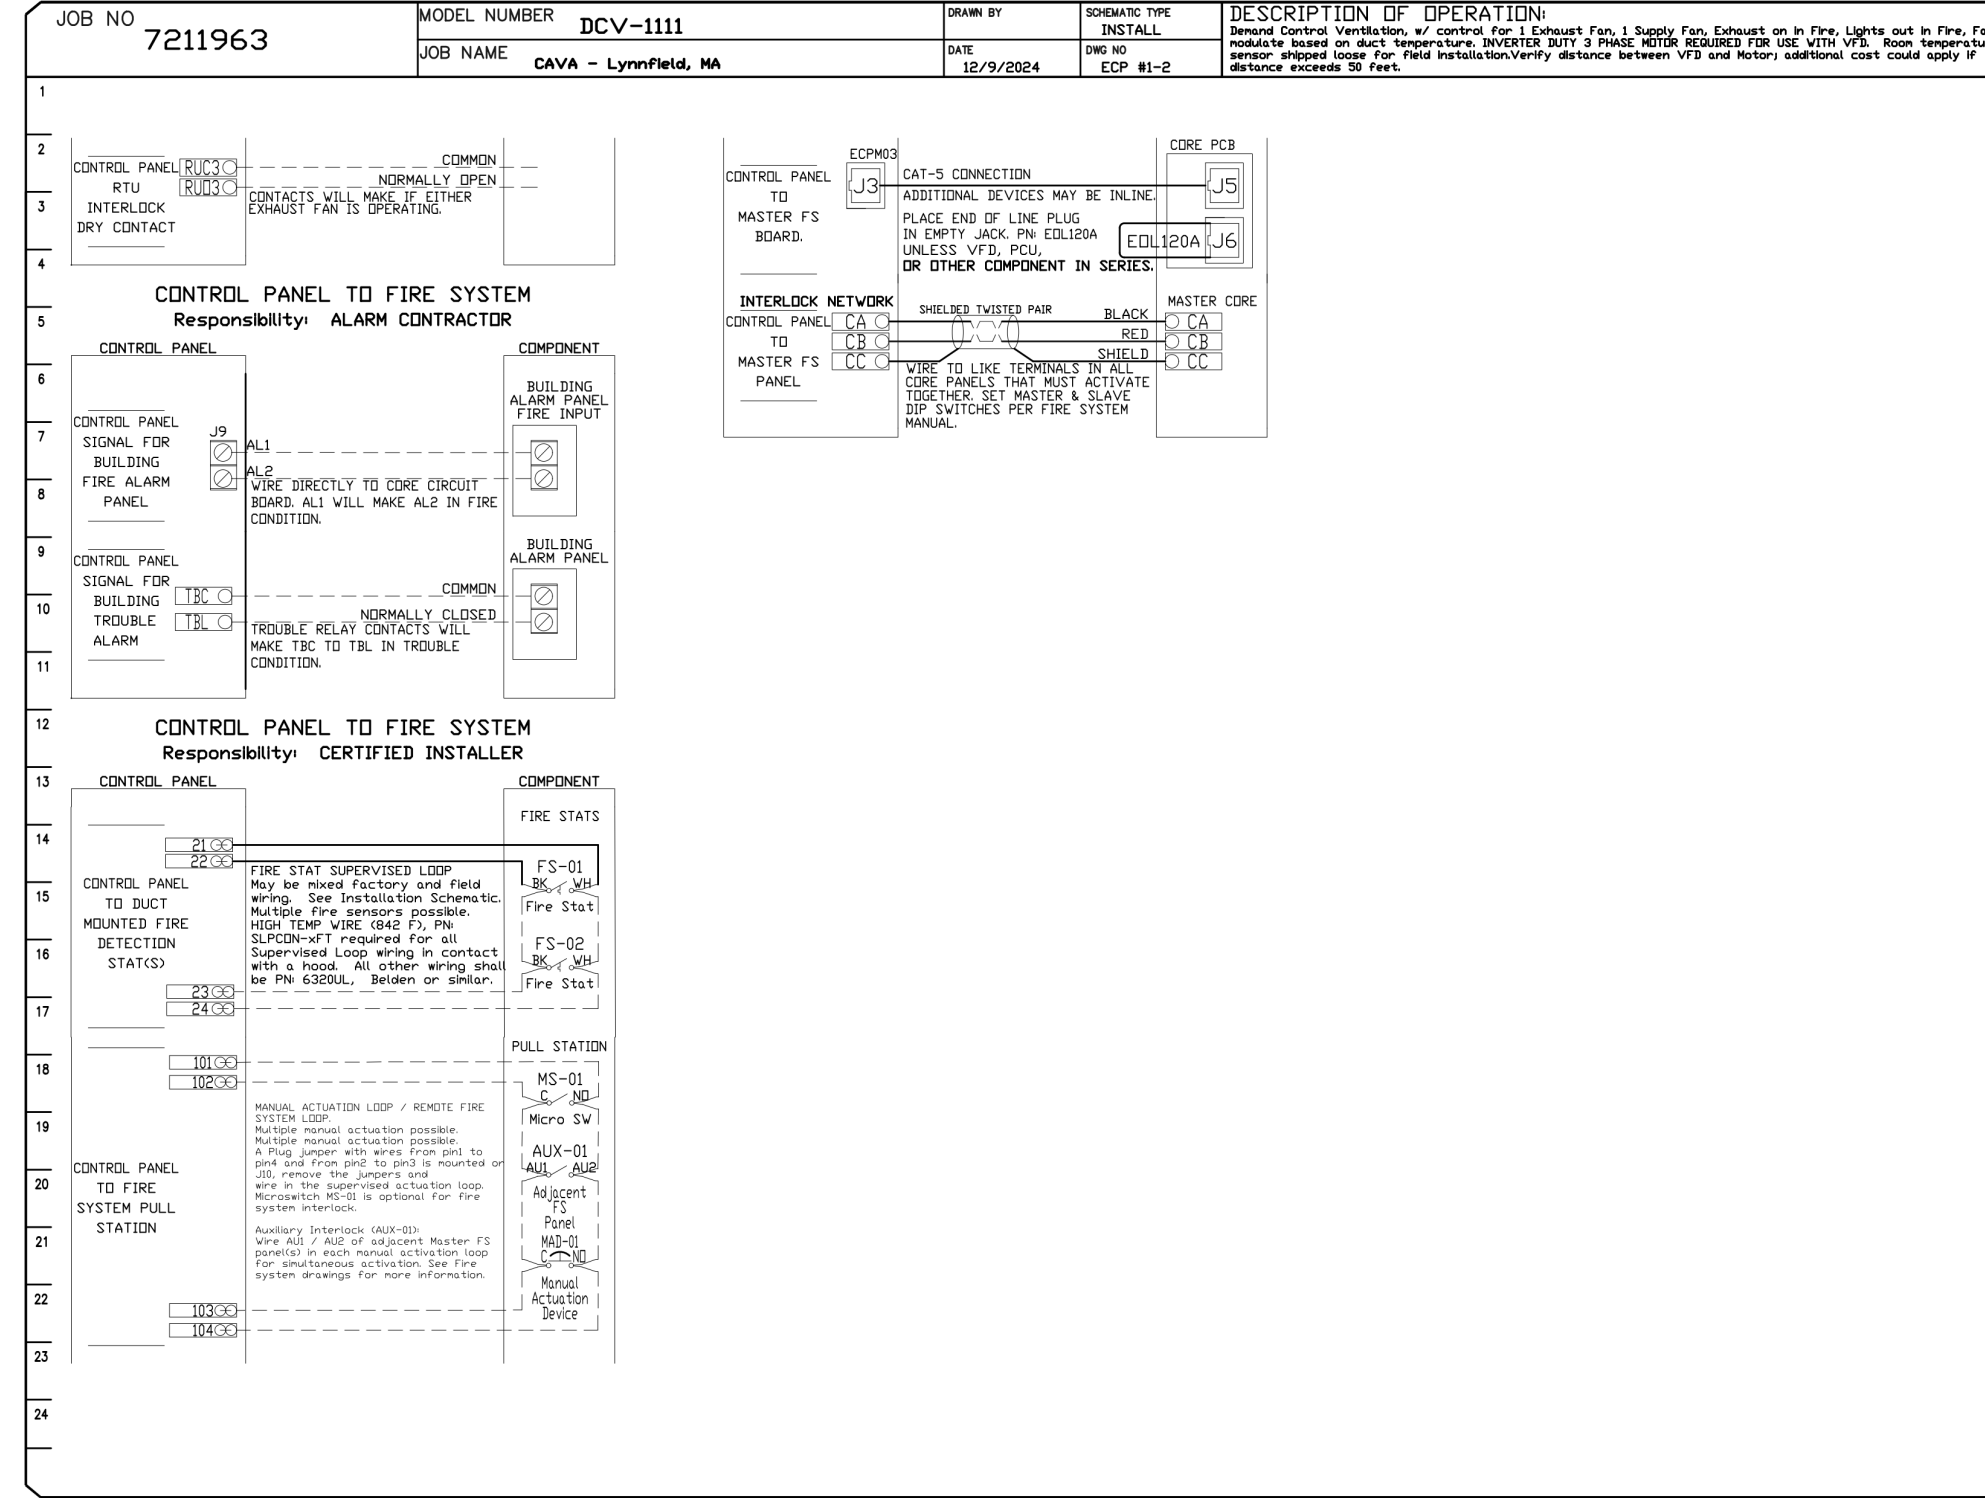 JOB NO
7211963
MODEL NUMBER
DCV-1111
JOB NAME
CAVA - Lynnfield, MA
DRAWN BY
DATE
12/9/2024
SCHEMATIC TYPE
INSTALL
DWG NO
ECP #1-2
DESCRIPTION OF OPERATION:
Demand Control Ventilation, w/ control for 1 Exhaust Fan, 1 Supply Fan, Exhaust on in Fire, Lights out in Fire, Fa
modulate based on duct temperature. INVERTER DUTY 3 PHASE MOTOR REQUIRED FOR USE WITH VFD. Room temperatu
sensor shipped loose for field installation.Verify distance between VFD and Motor; additional cost could apply if
distance exceeds 50 feet.
1
2
3
4
5
6
7
8
9
10
11
12
13
14
15
16
17
18
19
20
21
22
23
24
CONTROL PANEL
RTU
INTERLOCK
DRY CONTACT
RUC3
RUO3
COMMON
NORMALLY OPEN
CONTACTS WILL MAKE IF EITHER
EXHAUST FAN IS OPERATING.
CONTROL PANEL TO FIRE SYSTEM
Responsibility: ALARM CONTRACTOR
CONTROL PANEL
COMPONENT
CONTROL PANEL
SIGNAL FOR
BUILDING
FIRE ALARM
PANEL
J9
AL1
AL2
WIRE DIRECTLY TO CORE CIRCUIT
BOARD. AL1 WILL MAKE AL2 IN FIRE
CONDITION.
BUILDING
ALARM PANEL
FIRE INPUT
CONTROL PANEL
SIGNAL FOR
BUILDING
TROUBLE
ALARM
TBC
TBL
COMMON
NORMALLY CLOSED
TROUBLE RELAY CONTACTS WILL
MAKE TBC TO TBL IN TROUBLE
CONDITION.
BUILDING
ALARM PANEL
CONTROL PANEL TO FIRE SYSTEM
Responsibility: CERTIFIED INSTALLER
CONTROL PANEL
COMPONENT
CONTROL PANEL
TO DUCT
MOUNTED FIRE
DETECTION
STAT(S)
21
22
23
24
FIRE STAT SUPERVISED LOOP
May be mixed factory and field
wiring. See Installation Schematic.
Multiple fire sensors possible.
HIGH TEMP WIRE (842 F), PN:
SLPCON-xFT required for all
Supervised Loop wiring in contact
with a hood. All other wiring shall
be PN: 6320UL, Belden or similar.
FIRE STATS
FS-01
BK WH
Fire Stat
FS-02
BK WH
Fire Stat
CONTROL PANEL
TO FIRE
SYSTEM PULL
STATION
101
102
103
104
MANUAL ACTUATION LOOP / REMOTE FIRE
SYSTEM LOOP.
Multiple manual actuation possible.
Multiple manual actuation possible.
A Plug jumper with wires from pin1 to
pin4 and from pin2 to pin3 is mounted or
J10, remove the jumpers and
wire in the supervised actuation loop.
Microswitch MS-01 is optional for fire
system interlock.
Auxiliary Interlock (AUX-01):
Wire AU1 / AU2 of adjacent Master FS
panel(s) in each manual activation loop
for simultaneous activation. See Fire
system drawings for more information.
PULL STATION
MS-01
C NO
Micro SW
AUX-01
AU1 AU2
Adjacent
FS
Panel
MAD-01
C NO
Manual
Actuation
Device
CONTROL PANEL
TO
MASTER FS
BOARD.
ECPM03
J3
CAT-5 CONNECTION
ADDITIONAL DEVICES MAY BE INLINE.
PLACE END OF LINE PLUG
IN EMPTY JACK. PN: EOL120A
UNLESS VFD, PCU,
OR OTHER COMPONENT IN SERIES.
CORE PCB
J5
EOL120A J6
INTERLOCK NETWORK
CONTROL PANEL
TO
MASTER FS
PANEL
CA
CB
CC
SHIELDED TWISTED PAIR
BLACK
RED
SHIELD
MASTER CORE
CA
CB
CC
WIRE TO LIKE TERMINALS IN ALL
CORE PANELS THAT MUST ACTIVATE
TOGETHER. SET MASTER & SLAVE
DIP SWITCHES PER FIRE SYSTEM
MANUAL.